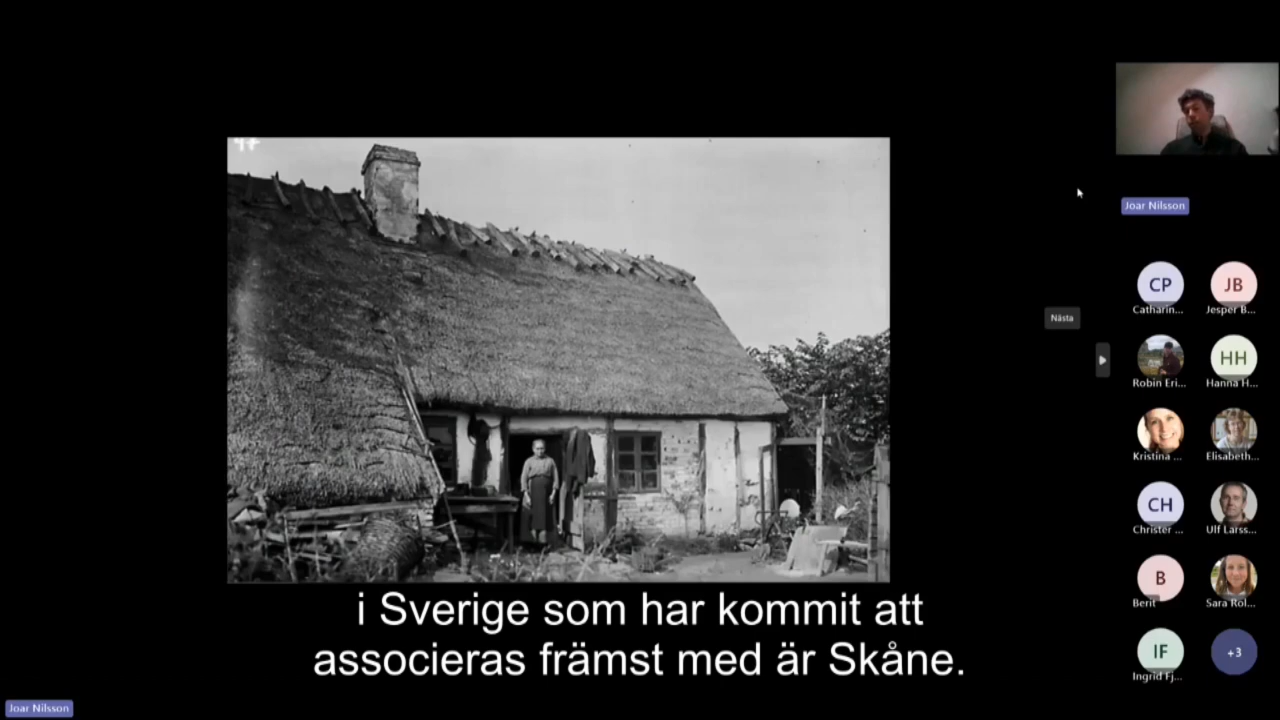 47
Joar Nilsson
CP
JB
Catharin...
Jesper B...
Nästa
Robin Eri...
HH
Hanna H...
Kristina ...
Elisabeth...
CH
Christer ...
Ulf Larss...
B
Berit
Sara Rol...
IF
Ingrid Fj...
+3
i Sverige som har kommit att
associeras främst med är Skåne.
Joar Nilsson